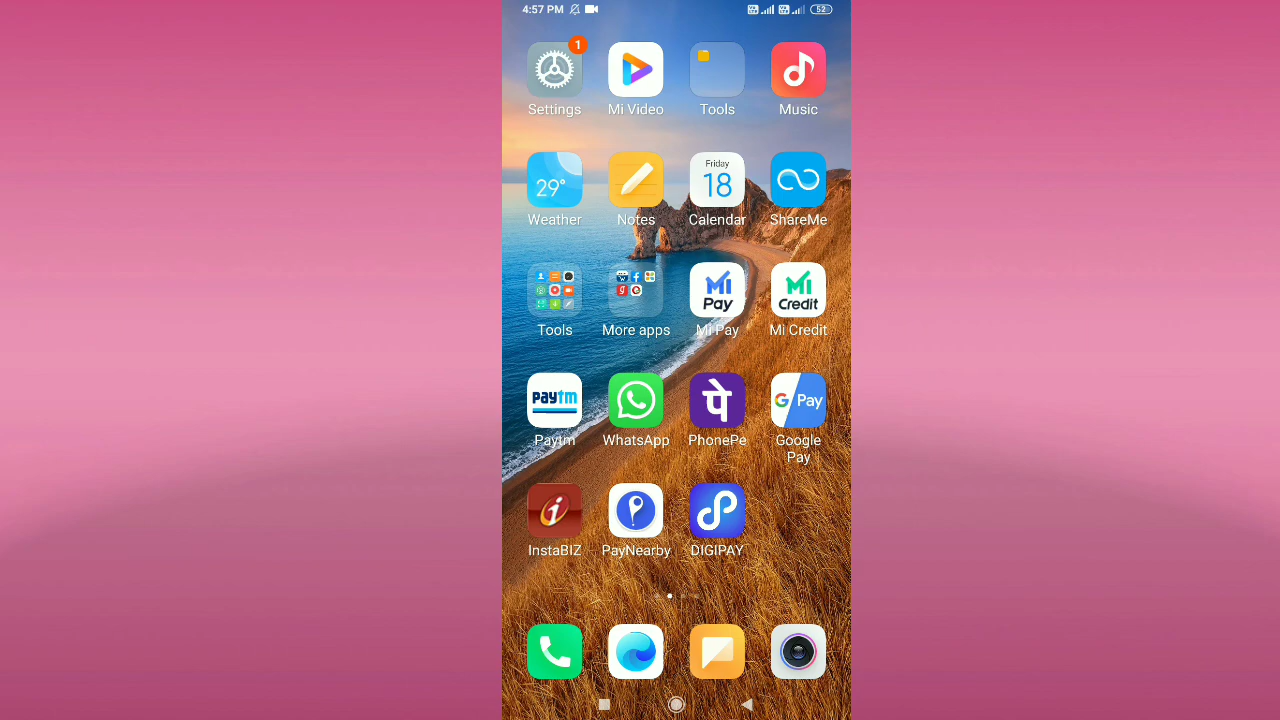 4:57 PM
52
1
Settings
Mi Video
Tools
Music
29°
Friday
18
Weather
Notes
Calendar
ShareMe
Mi
Pay
Mi
Credit
Tools
More apps
Mi Pay
Mi Credit
Paytm
पे
G Pay
Paytm
WhatsApp
PhonePe
Google
Pay
i
InstaBIZ
PayNearby
DIGIPAY